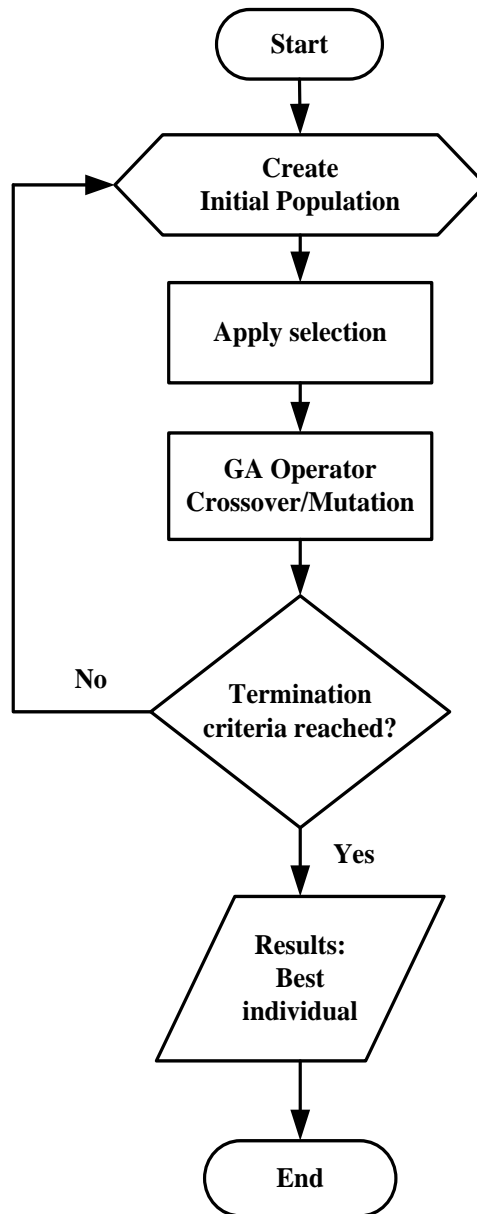 Start
Create
Initial Population
Apply selection
GA Operator
Crossover/Mutation
No
Termination
criteria reached?
Yes
Results:
Best
individual
End